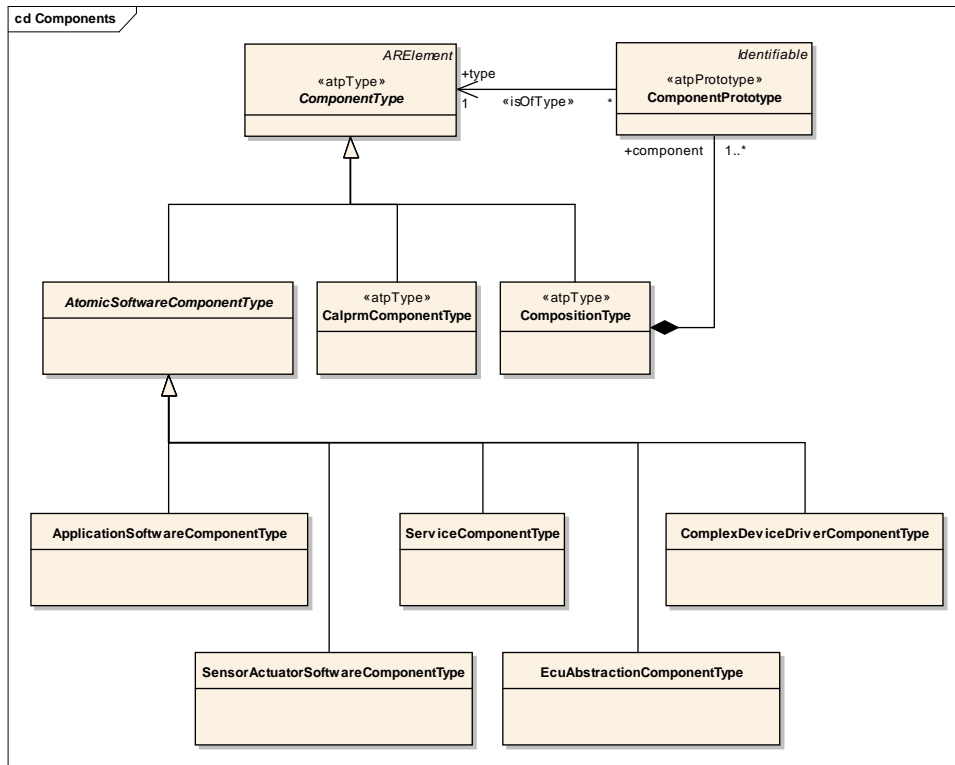 cd Components
ARElement
«atpType»
ComponentType
Identifiable
«atpPrototype»
ComponentPrototype
+type
1
«isOfType»
*
+component
1..*
AtomicSoftwareComponentType
«atpType»
CalprmComponentType
«atpType»
CompositionType
ApplicationSoftwareComponentType
ServiceComponentType
ComplexDeviceDriverComponentType
SensorActuatorSoftwareComponentType
EcuAbstractionComponentType